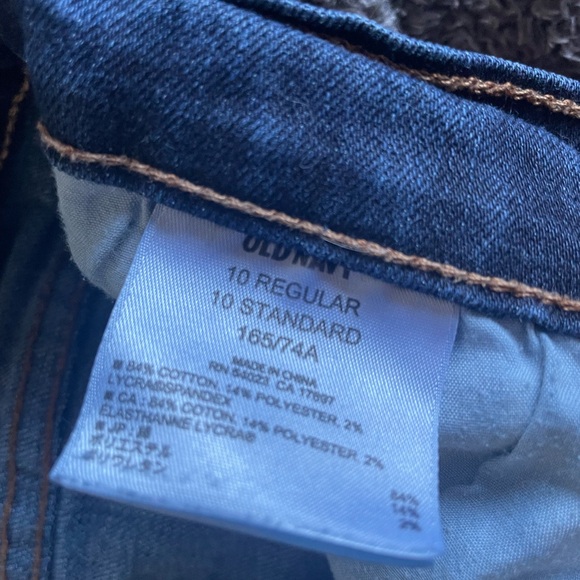 OLD NAVY
10 REGULAR
10 STANDARD
165/74A
MADE IN CHINA
RN 54023 CA 17897
■ 84% COTTON, 14% POLYESTER, 2%
LYCRA®SPANDEX
■ CA : 84% COTON, 14% POLYESTER, 2%
ELASTHANNE LYCRA®
■ JP : 綿
ポリエステル
ポリウレタン
84%
14%
2%